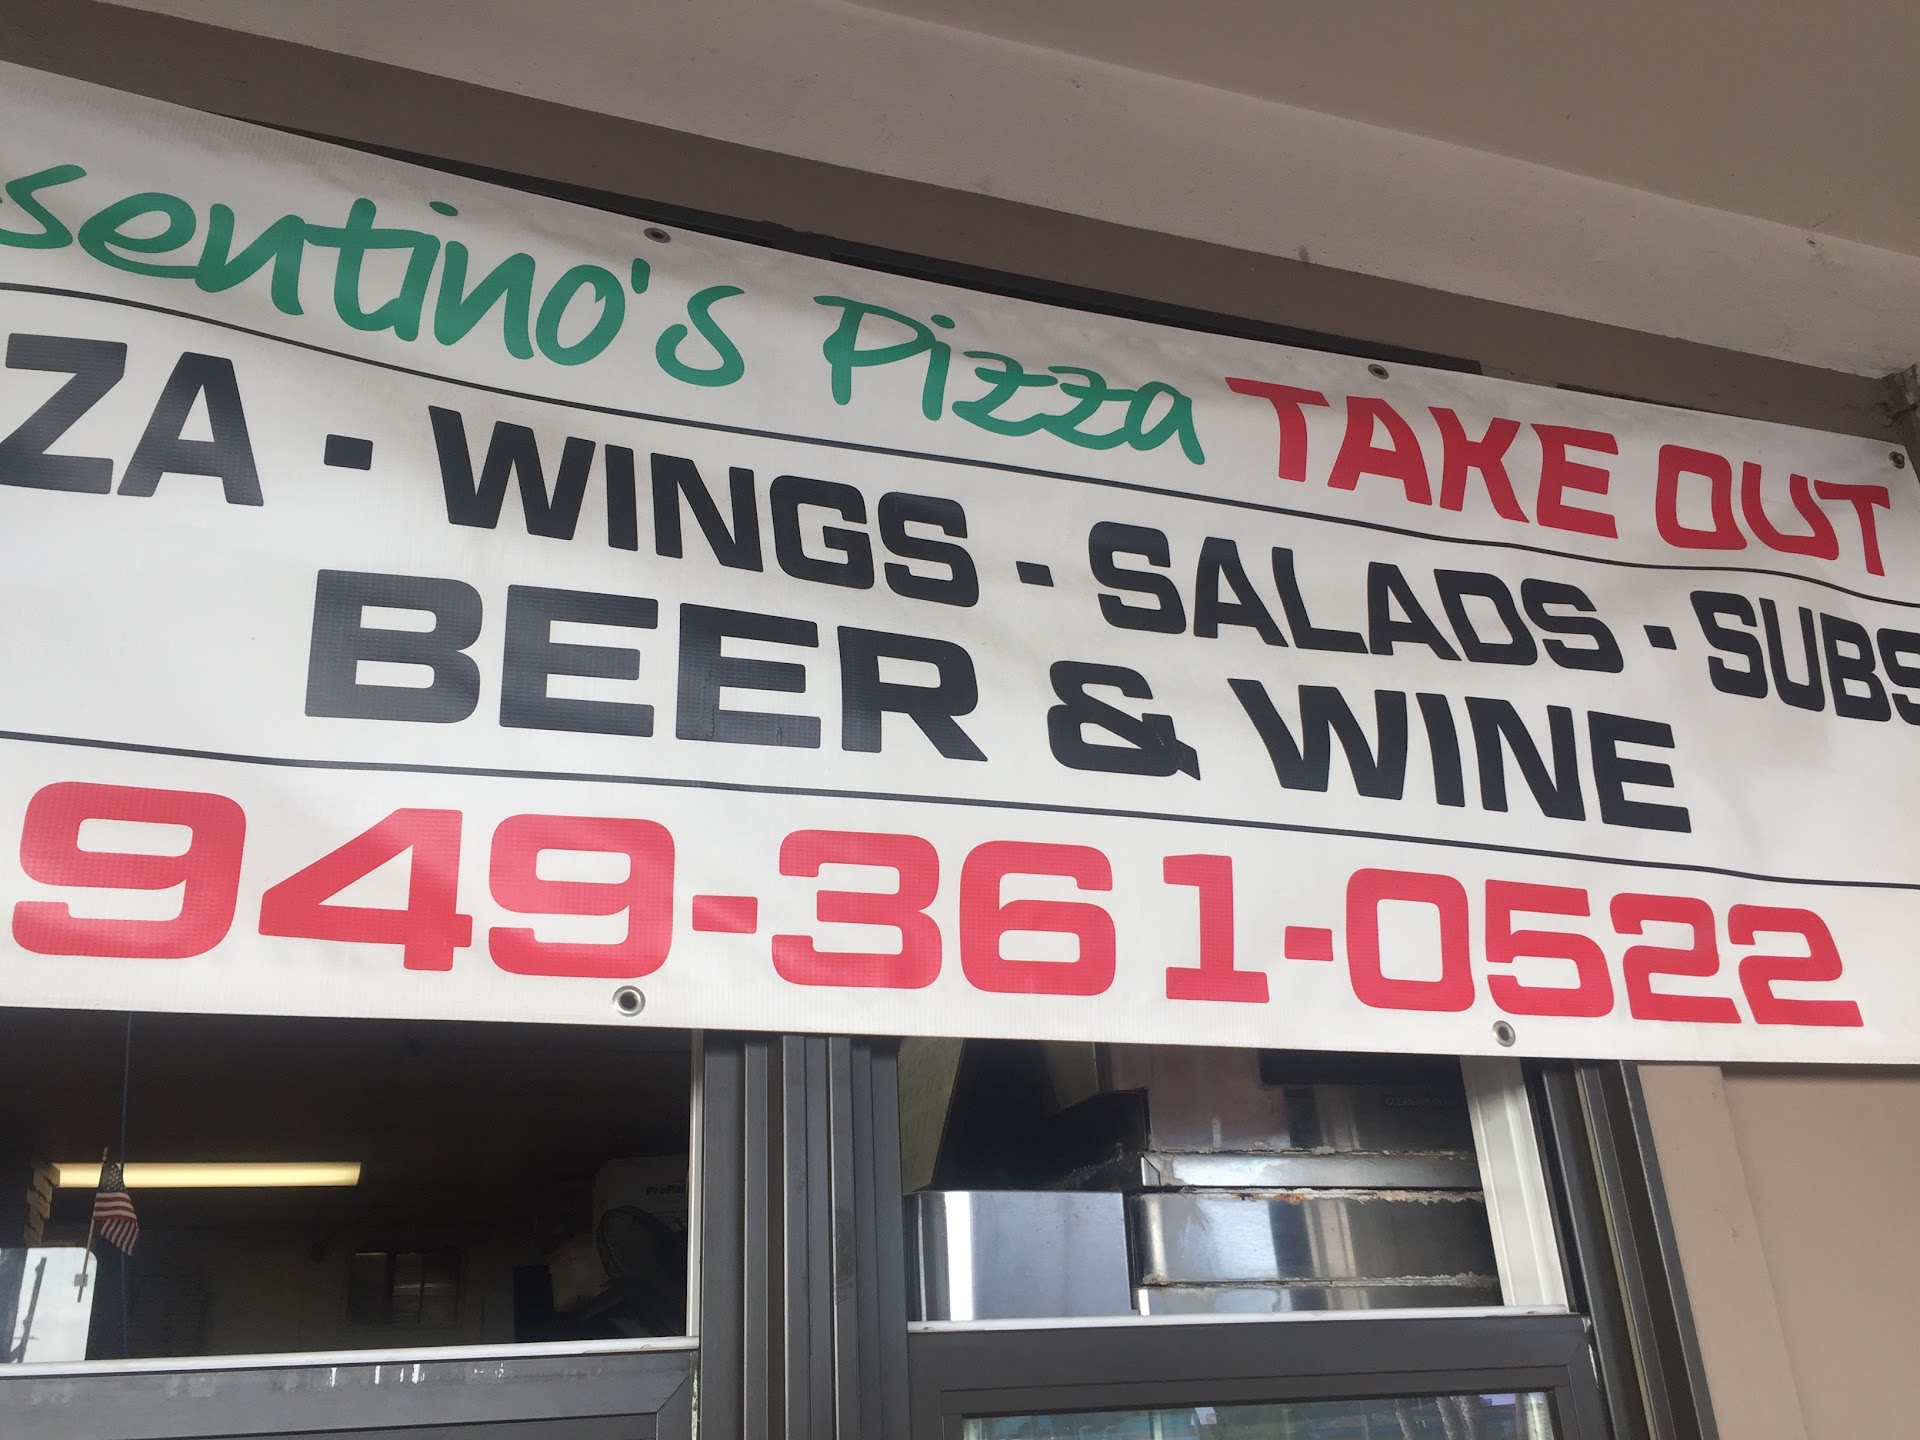 sentino's Pizza TAKE OUT
ZA - WINGS - SALADS - SUBS
BEER & WINE
949-361-0522